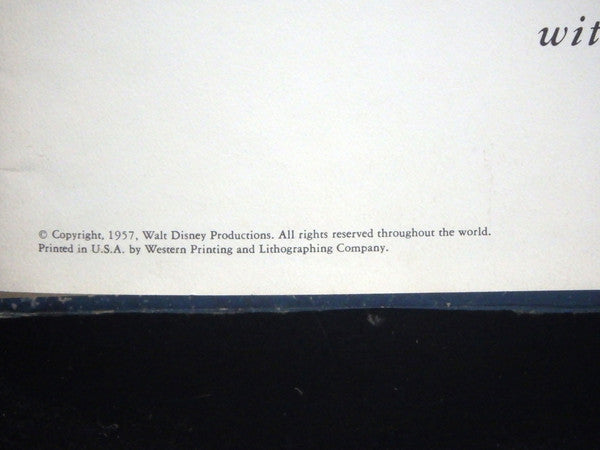 wit
© Copyright, 1957, Walt Disney Productions. All rights reserved throughout the world.
Printed in U.S.A. by Western Printing and Lithographing Company.